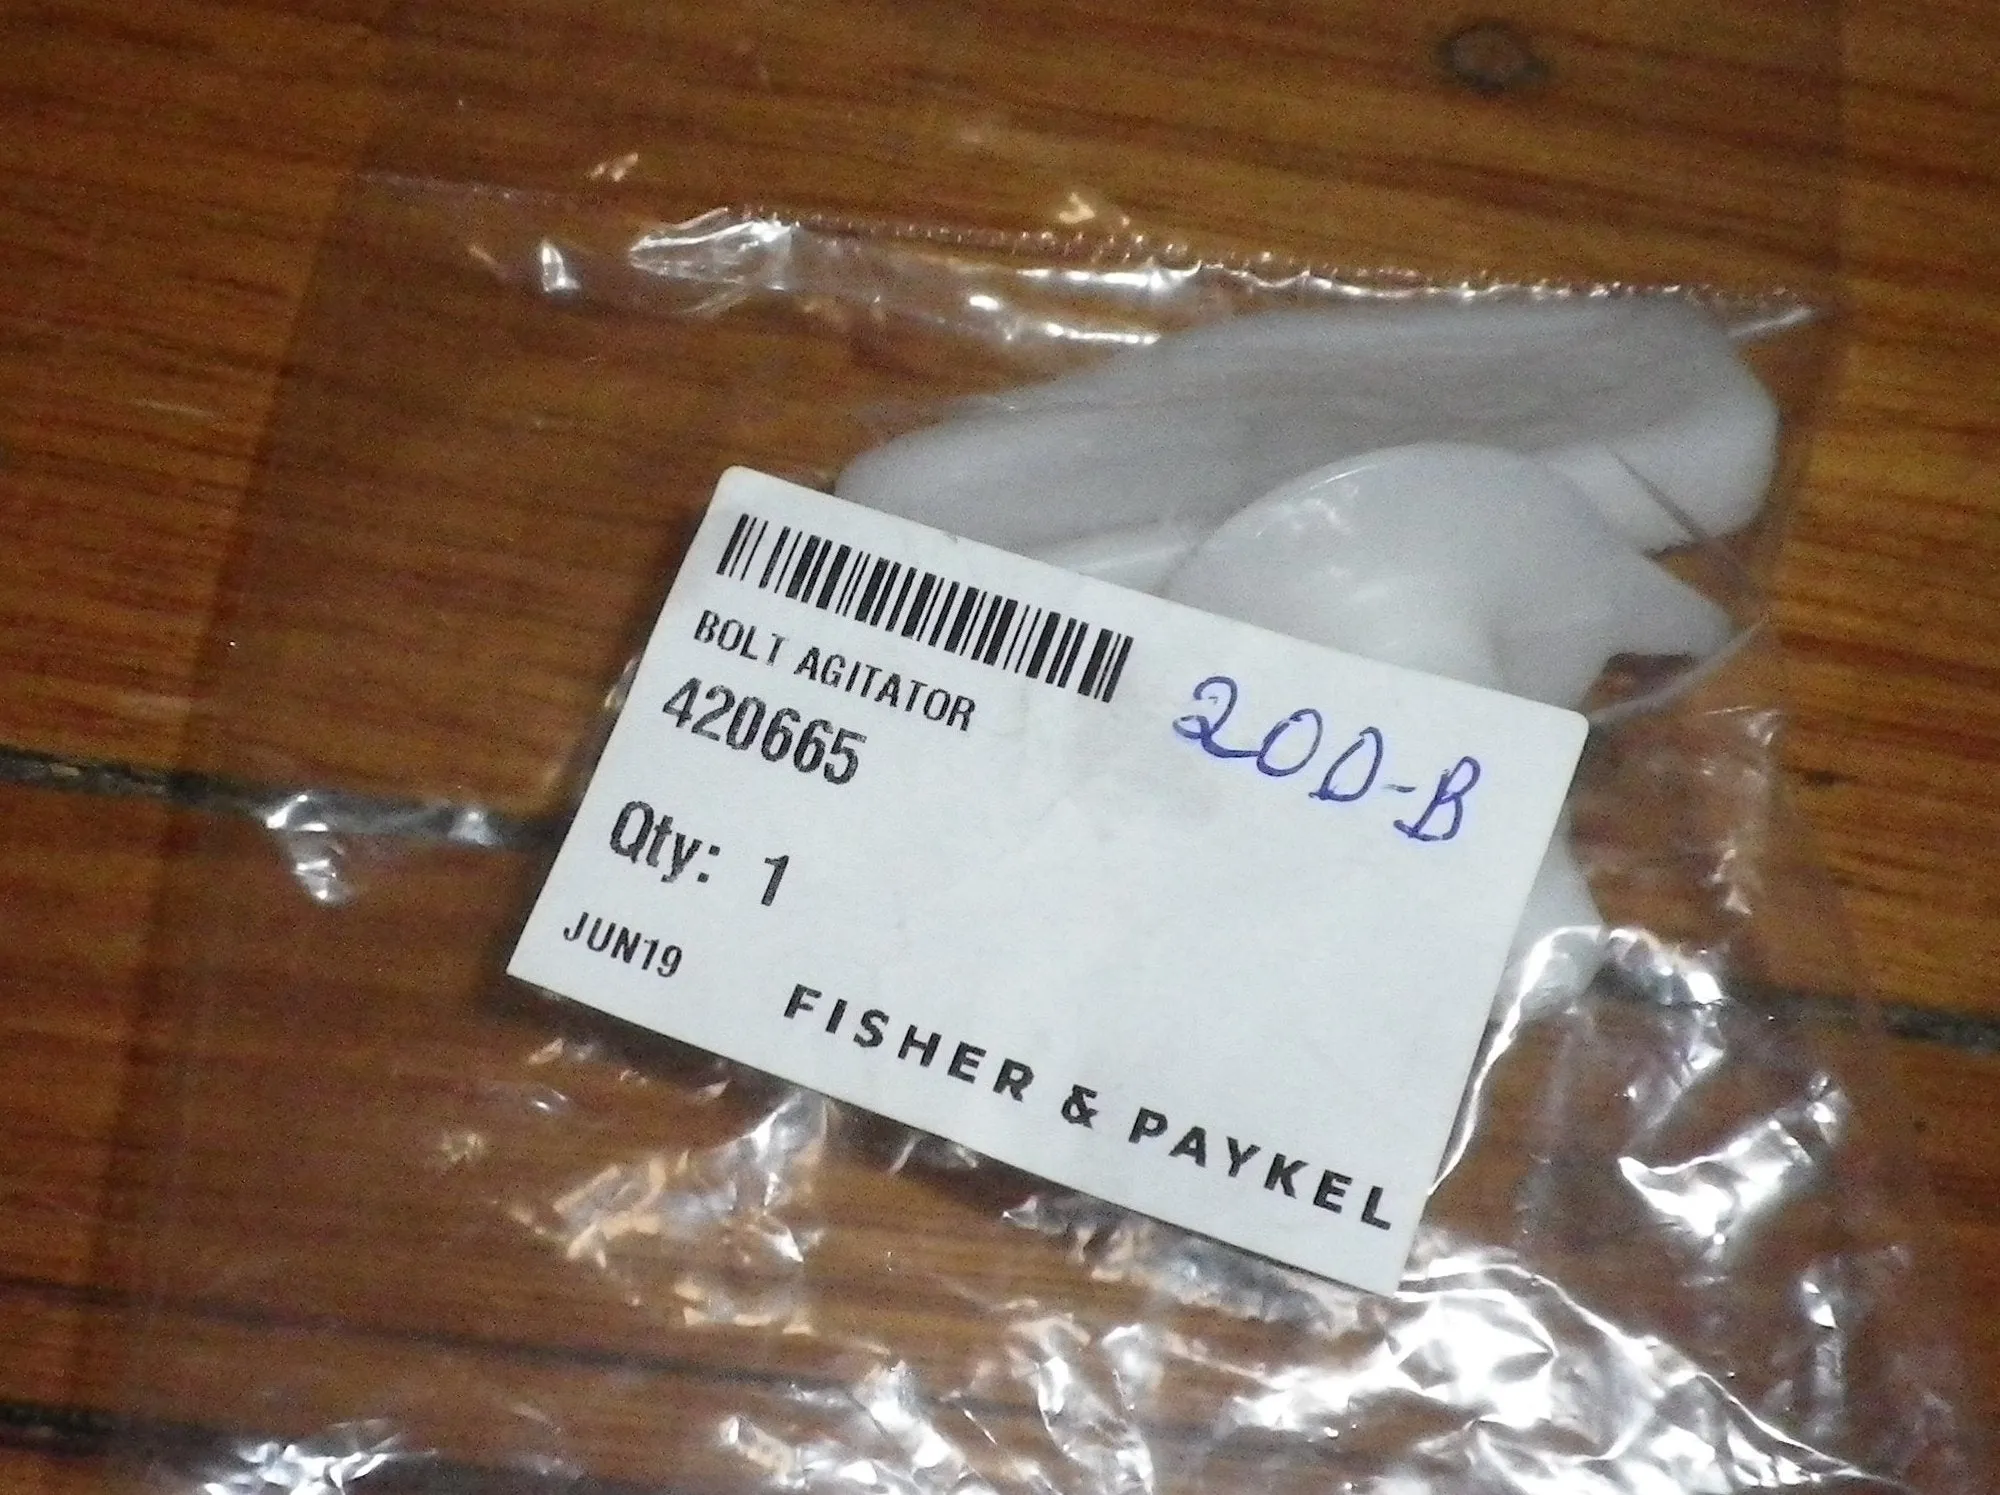 BOLT AGITATOR
420665
200-B
Qty: 1
JUN19
FISHER & PAYKEL